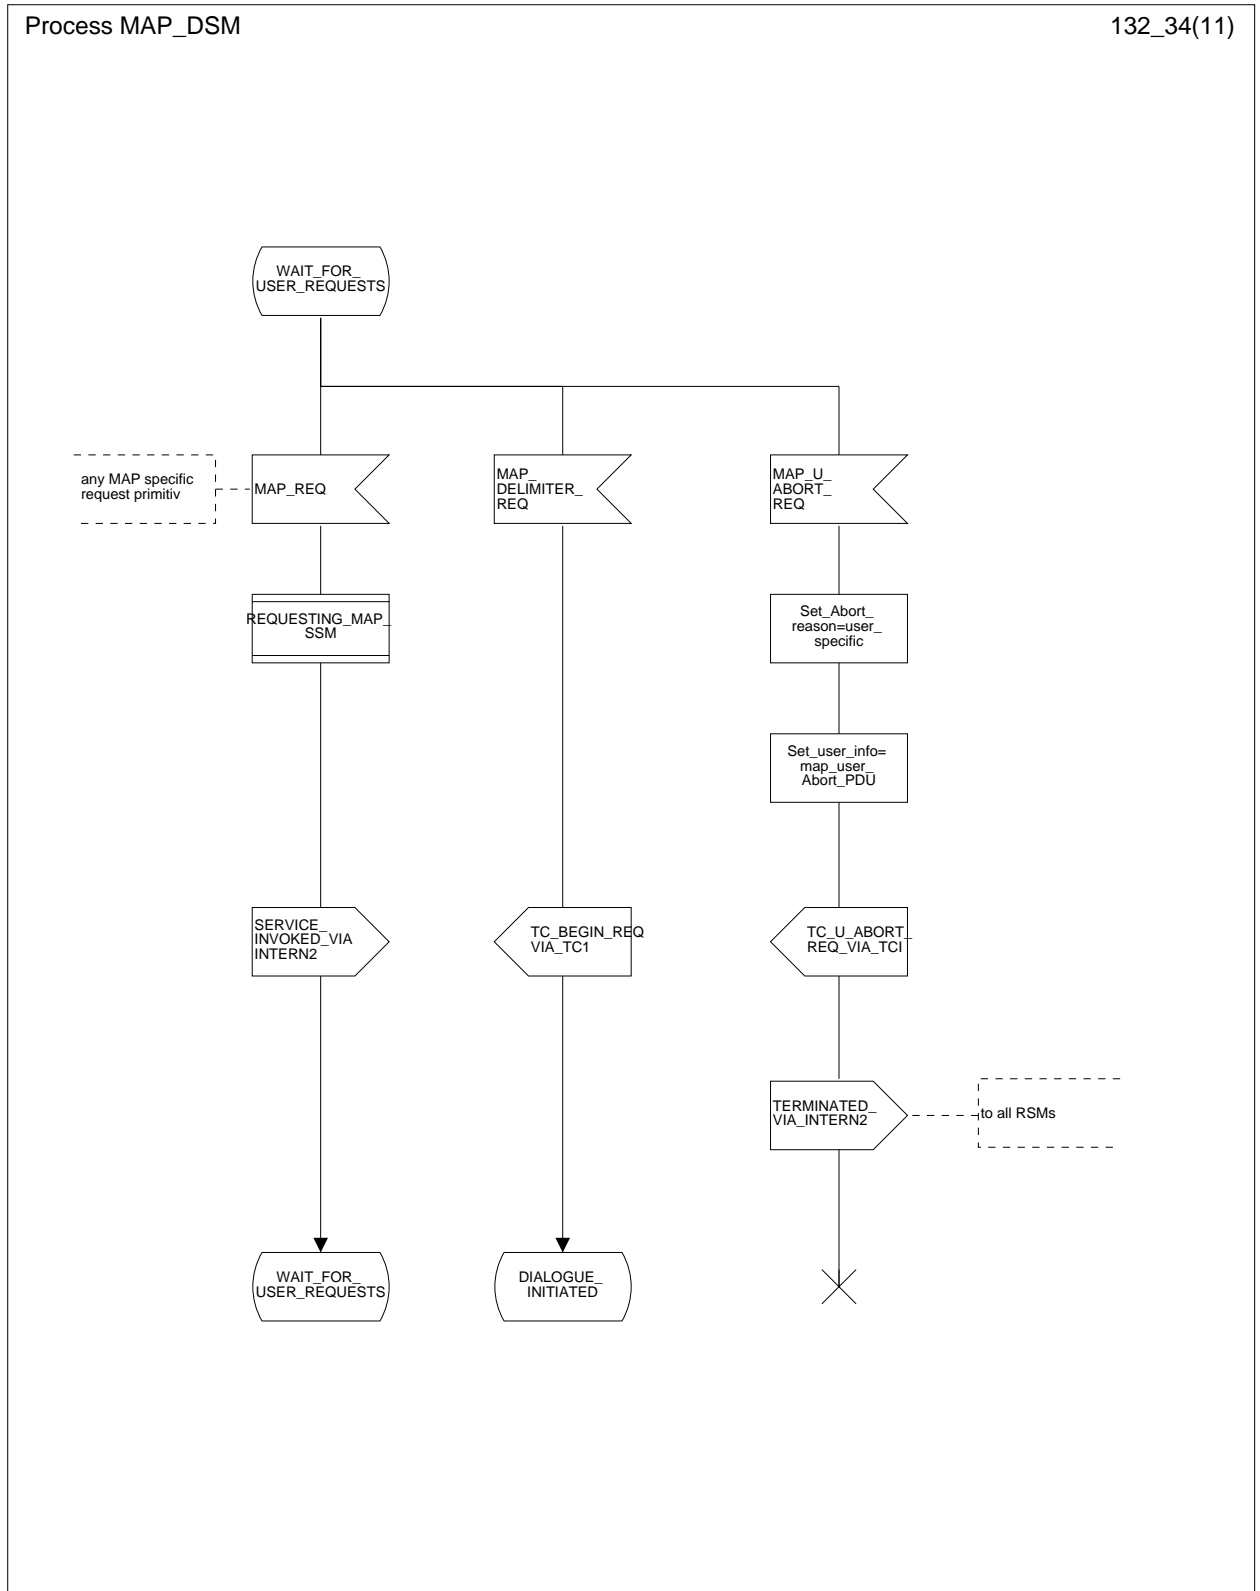 Process MAP_DSM
132_34(11)
WAIT_FOR_
USER_REQUESTS
any MAP specific
request primitiv
MAP_REQ
MAP_
DELIMITER_
REQ
MAP_U_
ABORT_
REQ
REQUESTING_MAP_
SSM
Set_Abort_
reason=user_
specific
Set_user_info=
map_user_
Abort_PDU
SERVICE_
INVOKED_VIA
INTERN2
TC_BEGIN_REQ
VIA_TC1
TC_U_ABORT_
REQ_VIA_TCI
TERMINATED_
VIA_INTERN2
to all RSMs
WAIT_FOR_
USER_REQUESTS
DIALOGUE_
INITIATED